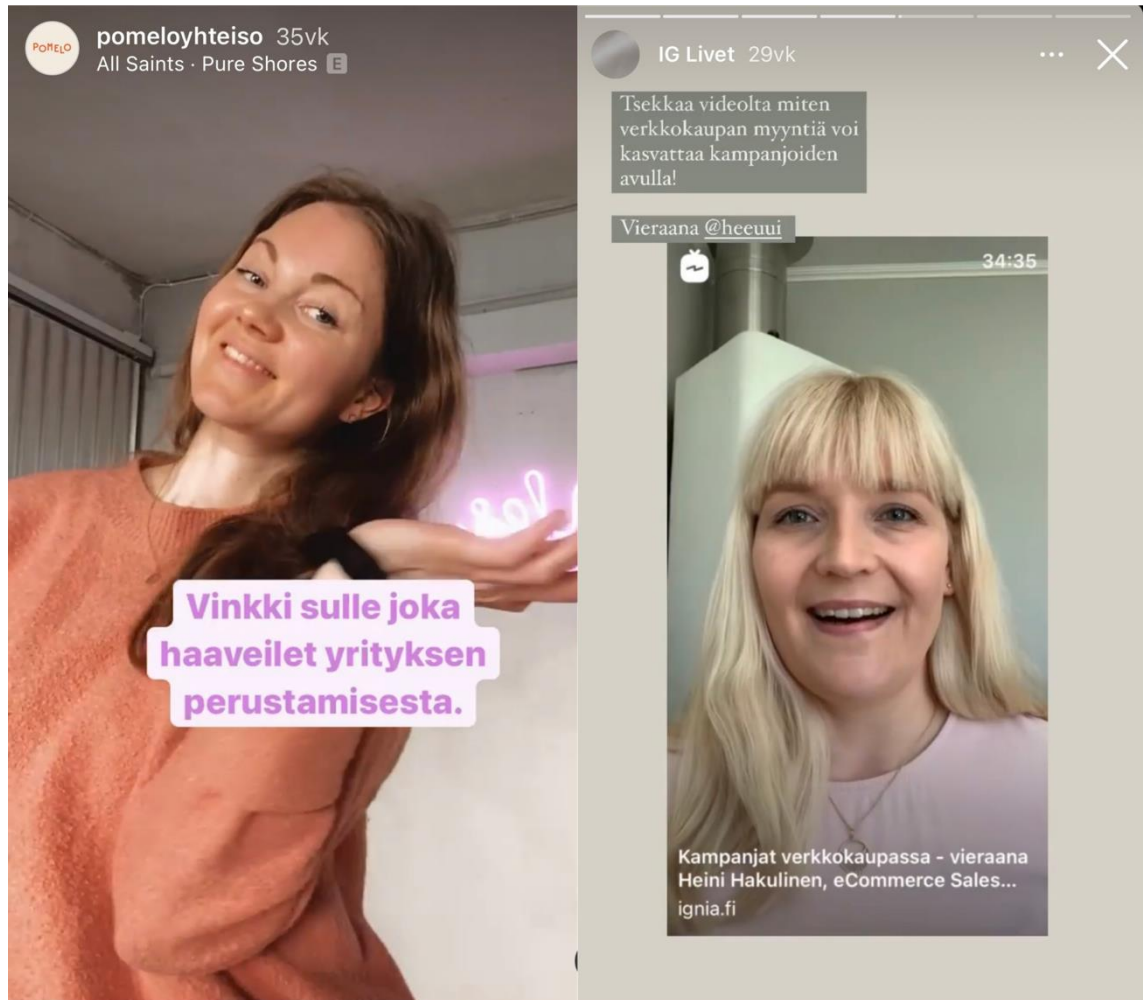 POMELO
pomeloyhteiso 35vk
All Saints · Pure Shores E
Vinkki sulle joka
haaveilet yrityksen
perustamisesta.
IG Livet 29vk
Tsekkaa videolta miten
verkkokaupan myyntiä voi
kasvattaa kampanjoiden
avulla!
Vieraana @heeuui
34:35
Kampanjat verkkokaupassa - vieraana
Heini Hakulinen, eCommerce Sales...
ignia.fi